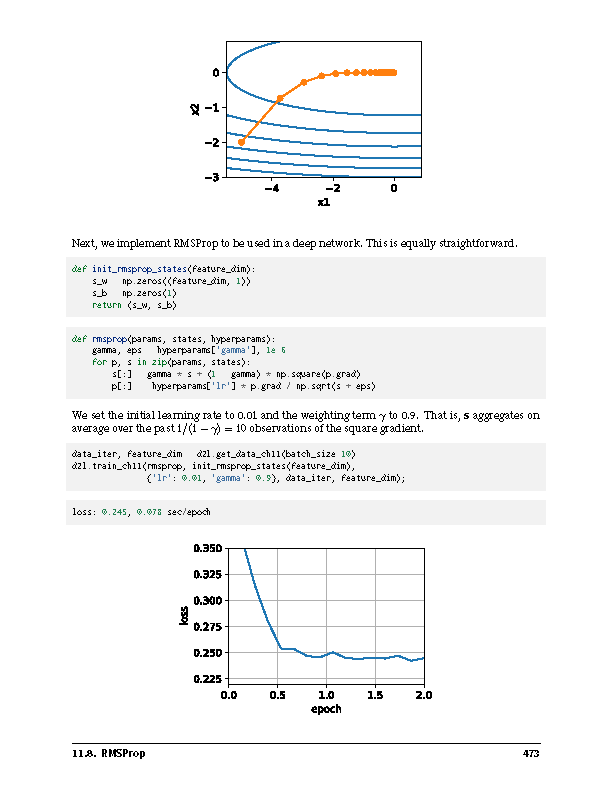 0
−1
x2
−2
−3
−4 −2 0
x1
Next, we implement RMSProp to be used in a deep network. This is equally straightforward.
def init_rmsprop_states(feature_dim):
s_w np.zeros((feature_dim, 1))
s_b np.zeros(1)
return (s_w, s_b)
def rmsprop(params, states, hyperparams):
gamma, eps hyperparams['gamma'], 1e 6
for p, s in zip(params, states):
s[:] gamma * s + (1 gamma) * np.square(p.grad)
p[:] hyperparams['lr'] * p.grad / np.sqrt(s + eps)
We set the initial learning rate to 0.01 and the weighting term γ to 0.9. That is, s aggregates on
average over the past 1/(1 − γ) = 10 observations of the square gradient.
data_iter, feature_dim d2l.get_data_ch11(batch_size 10)
d2l.train_ch11(rmsprop, init_rmsprop_states(feature_dim),
{'lr': 0.01, 'gamma': 0.9}, data_iter, feature_dim);
loss: 0.245, 0.078 sec/epoch
0.350
0.325
0.300
loss
0.275
0.250
0.225
0.0 0.5 1.0 1.5 2.0
epoch
11.8. RMSProp 473